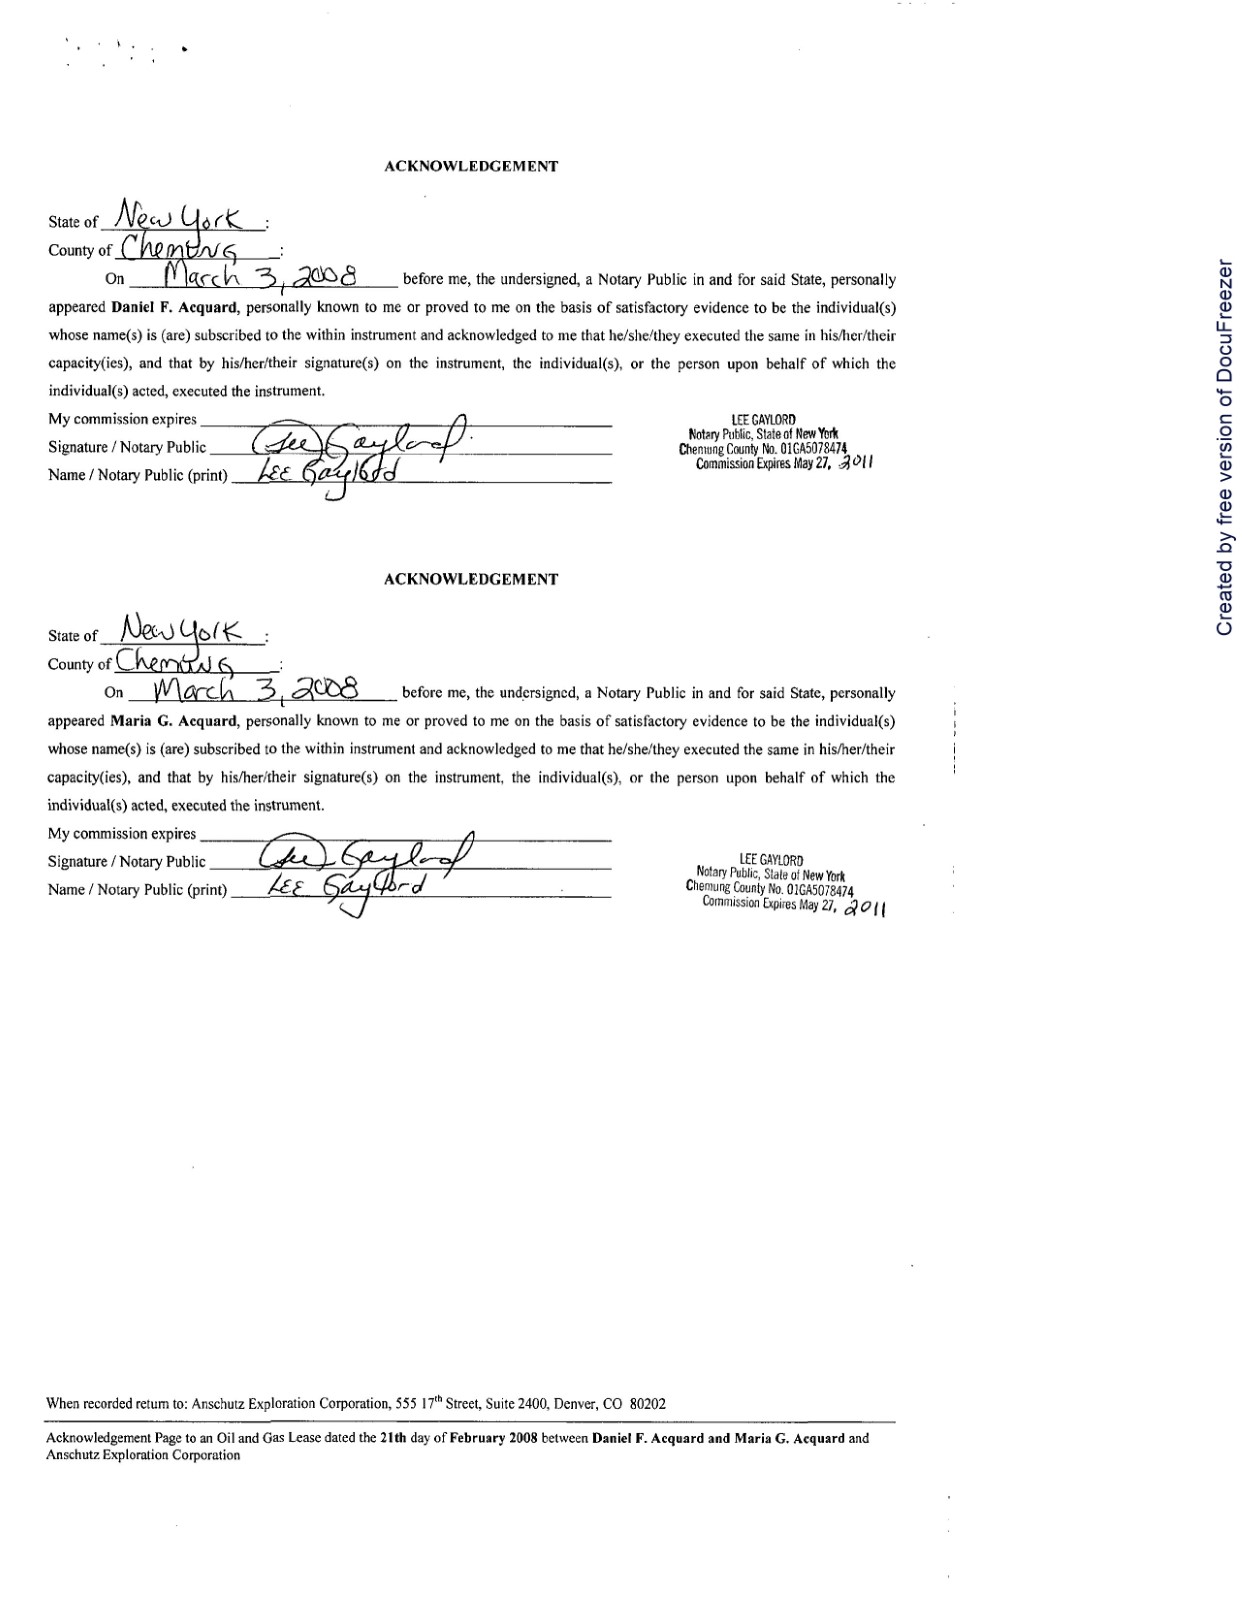 ACKNOWLEDGEMENT
State of New York :
County of Chemung :
On March 3, 2008 before me, the undersigned, a Notary Public in and for said State, personally
appeared Daniel F. Acquard, personally known to me or proved to me on the basis of satisfactory evidence to be the individual(s)
whose name(s) is (are) subscribed to the within instrument and acknowledged to me that he/she/they executed the same in his/her/their
capacity(ies), and that by his/her/their signature(s) on the instrument, the individual(s), or the person upon behalf of which the
individual(s) acted, executed the instrument.
My commission expires
Signature / Notary Public Lee Gaylord
Name / Notary Public (print) LEE Gaylord
LEE GAYLORD
Notary Public, State of New York
Chemung County No. 01GA5078474
Commission Expires May 27, 2011
ACKNOWLEDGEMENT
State of New York :
County of Chemung :
On March 3, 2008 before me, the undersigned, a Notary Public in and for said State, personally
appeared Maria G. Acquard, personally known to me or proved to me on the basis of satisfactory evidence to be the individual(s)
whose name(s) is (are) subscribed to the within instrument and acknowledged to me that he/she/they executed the same in his/her/their
capacity(ies), and that by his/her/their signature(s) on the instrument, the individual(s), or the person upon behalf of which the
individual(s) acted, executed the instrument.
My commission expires
Signature / Notary Public Lee Gaylord
Name / Notary Public (print) LEE Gaylord
LEE GAYLORD
Notary Public, State of New York
Chemung County No. 01GA5078474
Commission Expires May 27, 2011
When recorded return to: Anschutz Exploration Corporation, 555 17th Street, Suite 2400, Denver, CO 80202
Acknowledgement Page to an Oil and Gas Lease dated the 21th day of February 2008 between Daniel F. Acquard and Maria G. Acquard and
Anschutz Exploration Corporation
Created by free version of DocuFreezer